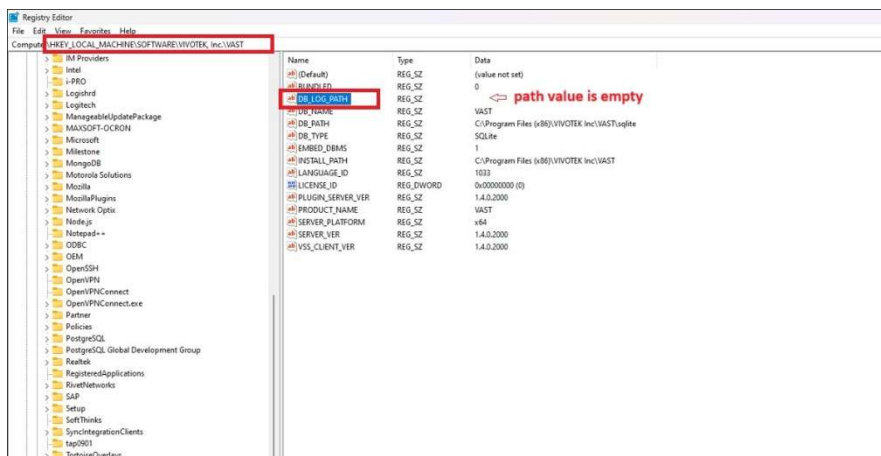 Registry Editor
File Edit View Favorites Help
Computer\HKEY_LOCAL_MACHINE\SOFTWARE\VIVOTEK, Inc.\VAST
IM Providers
Intel
i-PRO
Logishrd
Logitech
ManageableUpdatePackage
MAXSOFT-OCRON
Microsoft
Milestone
MongoDB
Motorola Solutions
Mozilla
MozillaPlugins
Network Optix
Node.js
Notepad++
ODBC
OEM
OpenSSH
OpenVPN
OpenVPNConnect
OpenVPNConnect.exe
Partner
Policies
PostgreSQL
PostgreSQL Global Development Group
Realtek
RegisteredApplications
RivetNetworks
SAP
Setup
SoftThinks
SyncIntegrationClients
tap0901
TortoiseOverlays
Name Type Data
(Default) REG_SZ (value not set)
BUNDLED REG_SZ 0
DB_LOG_PATH REG_SZ path value is empty
DB_NAME REG_SZ VAST
DB_PATH REG_SZ C:\Program Files (x86)\VIVOTEK Inc\VAST\sqlite
DB_TYPE REG_SZ SQLite
EMBED_DBMS REG_SZ 1
INSTALL_PATH REG_SZ C:\Program Files (x86)\VIVOTEK Inc\VAST
LANGUAGE_ID REG_SZ 1033
LICENSE_ID REG_DWORD 0x00000000 (0)
PLUGIN_SERVER_VER REG_SZ 1.4.0.2000
PRODUCT_NAME REG_SZ VAST
SERVER_PLATFORM REG_SZ x64
SERVER_VER REG_SZ 1.4.0.2000
VSS_CLIENT_VER REG_SZ 1.4.0.2000